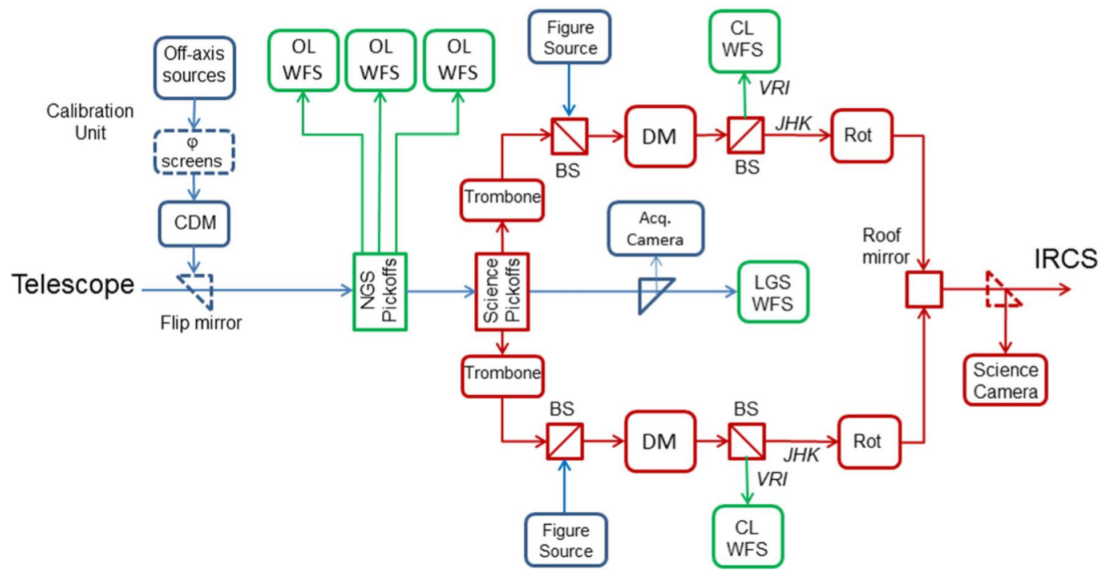 Off-axis
sources
Calibration
Unit
φ
screens
CDM
Telescope
Flip mirror
OL
WFS
OL
WFS
OL
WFS
NGS
Pickoffs
Science
Pickoffs
Figure
Source
BS
Trombone
DM
CL
WFS
VRI
BS
JHK
Rot
Acq.
Camera
LGS
WFS
Roof
mirror
IRCS
Science
Camera
Trombone
BS
DM
BS
JHK
VRI
Rot
Figure
Source
CL
WFS